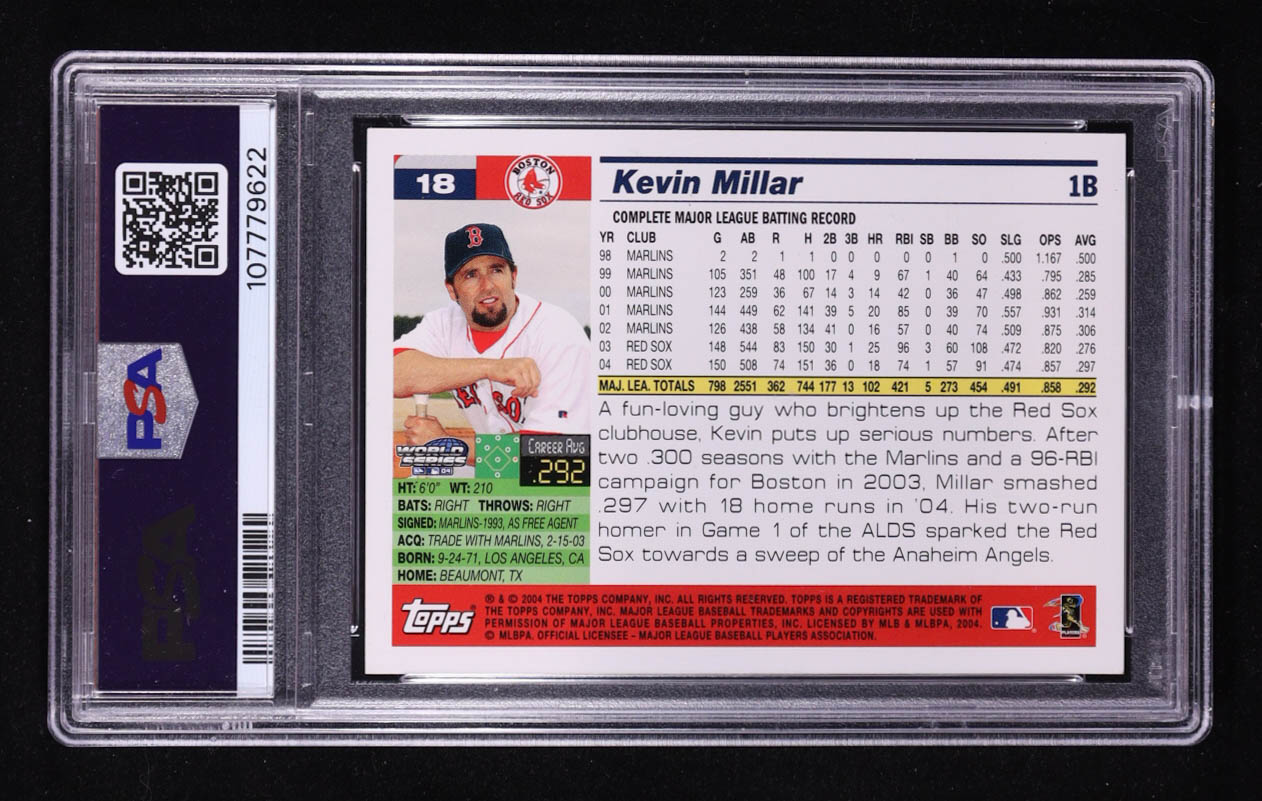 107779622
PSA
PSA
18
BOSTON
RED SOX
Kevin Millar 1B
COMPLETE MAJOR LEAGUE BATTING RECORD
YR CLUB G AB R H 2B 3B HR RBI SB BB SO SLG OPS AVG
98 MARLINS 2 2 1 1 0 0 0 0 0 1 0 .500 1.167 .500
99 MARLINS 105 351 48 100 17 4 9 67 1 40 64 .433 .795 .285
00 MARLINS 123 259 36 67 14 3 14 42 0 36 47 .498 .862 .259
01 MARLINS 144 449 62 141 39 5 20 85 0 39 70 .557 .931 .314
02 MARLINS 126 438 58 134 41 0 16 57 0 40 74 .509 .875 .306
03 RED SOX 148 544 83 150 30 1 25 96 3 60 108 .472 .820 .276
04 RED SOX 150 508 74 151 36 0 18 74 1 57 91 .474 .857 .297
MAJ. LEA. TOTALS 798 2551 362 744 177 13 102 421 5 273 454 .491 .858 .292
A fun-loving guy who brightens up the Red Sox
clubhouse, Kevin puts up serious numbers. After
two .300 seasons with the Marlins and a 96-RBI
campaign for Boston in 2003, Millar smashed
.297 with 18 home runs in '04. His two-run
homer in Game 1 of the ALDS sparked the Red
Sox towards a sweep of the Anaheim Angels.
B
RED SOX
WORLD
SERIES
04
CAREER AVG
.292
HT: 6'0" WT: 210
BATS: RIGHT THROWS: RIGHT
SIGNED: MARLINS-1993, AS FREE AGENT
ACQ: TRADE WITH MARLINS, 2-15-03
BORN: 9-24-71, LOS ANGELES, CA
HOME: BEAUMONT, TX
Topps
® & © 2004 THE TOPPS COMPANY, INC. ALL RIGHTS RESERVED. TOPPS IS A REGISTERED TRADEMARK OF
THE TOPPS COMPANY, INC. MAJOR LEAGUE BASEBALL TRADEMARKS AND COPYRIGHTS ARE USED WITH
PERMISSION OF MAJOR LEAGUE BASEBALL PROPERTIES, INC. LICENSED BY MLB & MLBPA, 2004.
© MLBPA. OFFICIAL LICENSEE - MAJOR LEAGUE BASEBALL PLAYERS ASSOCIATION.
PLAYERS